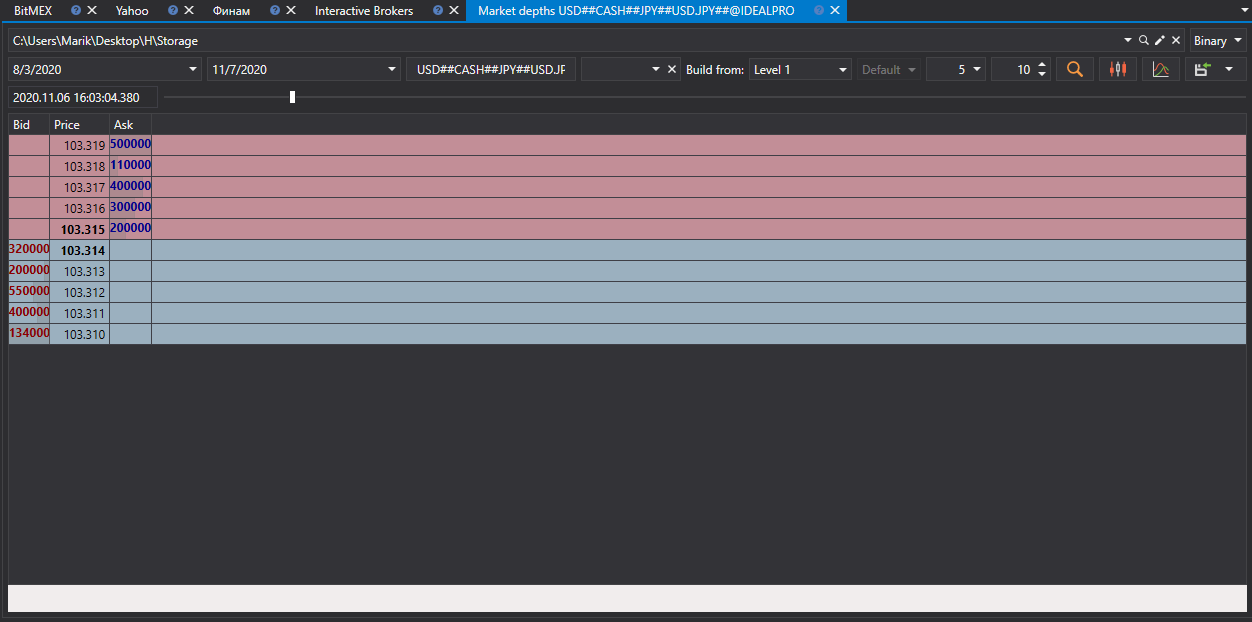 BitMEX Yahoo Финам Interactive Brokers Market depths USD##CASH##JPY##USD.JPY##@IDEALPRO
C:\Users\Marik\Desktop\H\Storage Binary
8/3/2020 11/7/2020 USD##CASH##JPY##USD.JF Build from: Level 1 Default 5 10
2020.11.06 16:03:04.380
Bid Price Ask
103.319 500000
103.318 110000
103.317 400000
103.316 300000
103.315 200000
320000 103.314
200000 103.313
550000 103.312
400000 103.311
134000 103.310